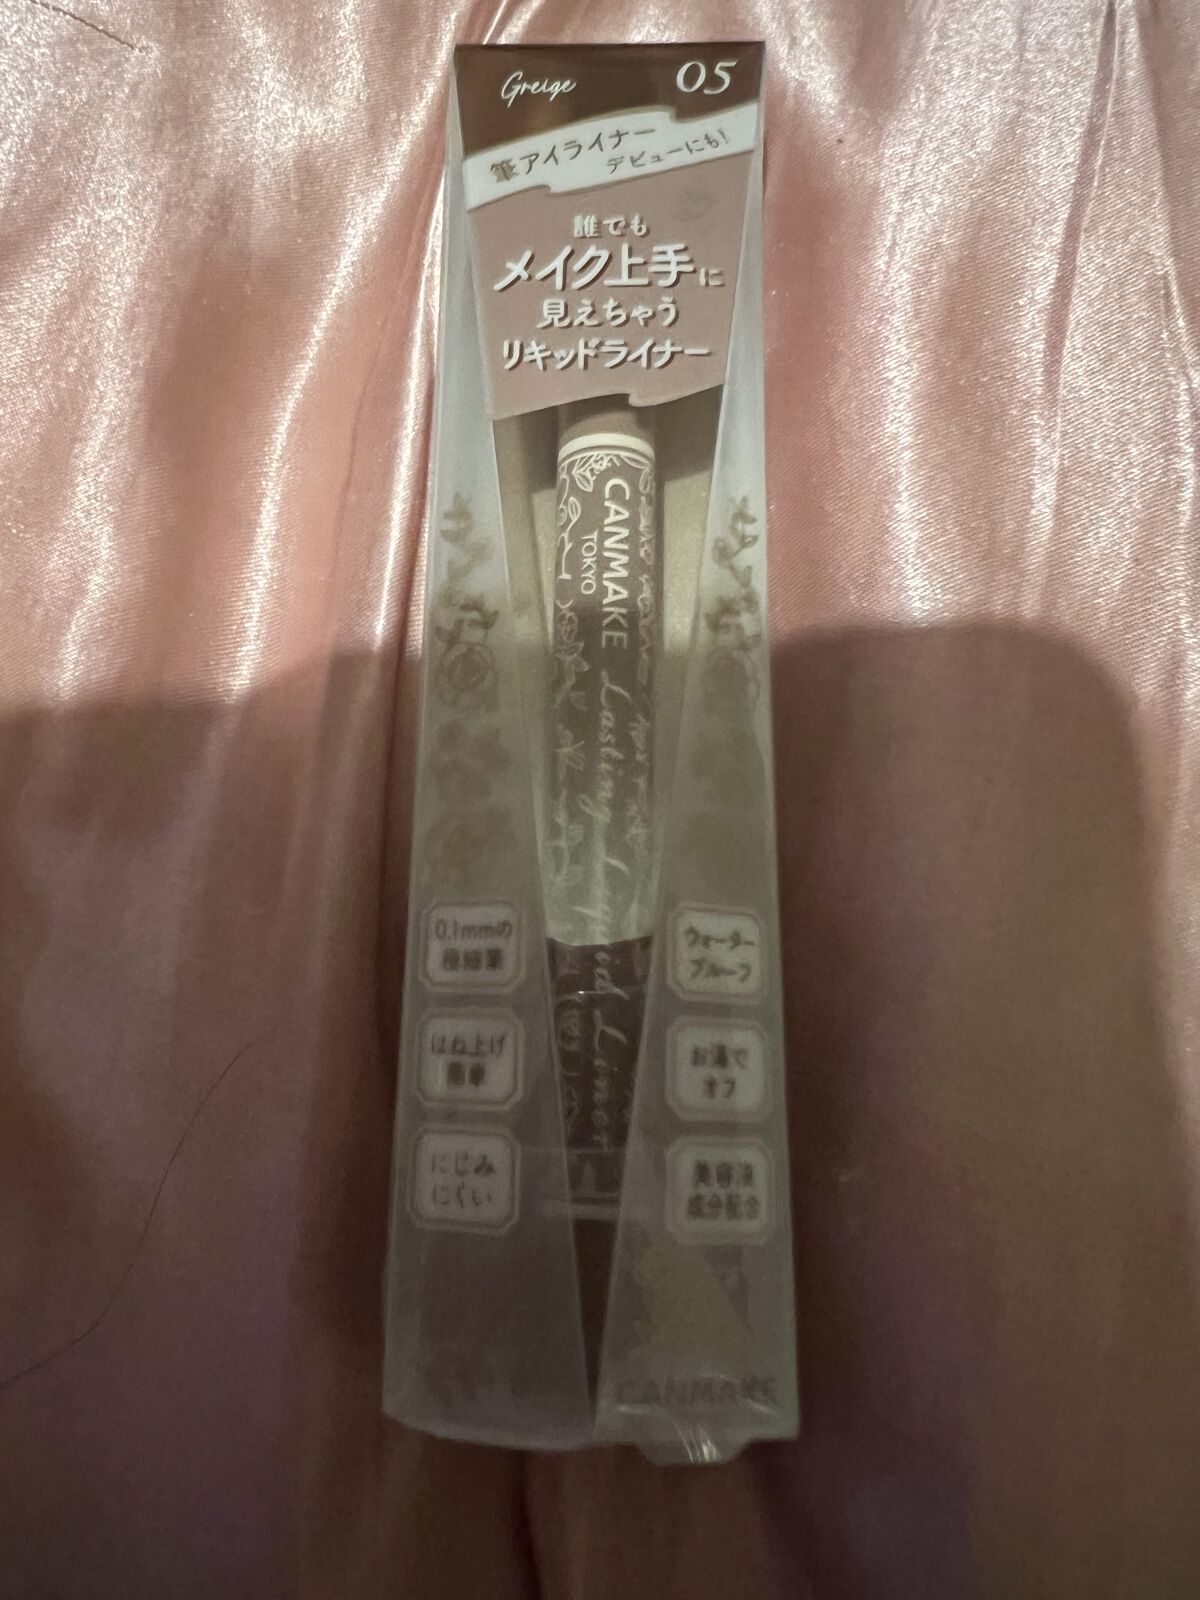 Greige
05
筆アイライナー
デビューにも!
誰でも
メイク上手に
見えちゃう
リキッドライナー
CANMAKE
TOKYO
Lasting Liquid Liner
0.1mmの
極細筆
はね上げ
簡単
にじみ
にくい
ウォーター
プルーフ
お湯で
オフ
美容液
成分配合
CANMAKE